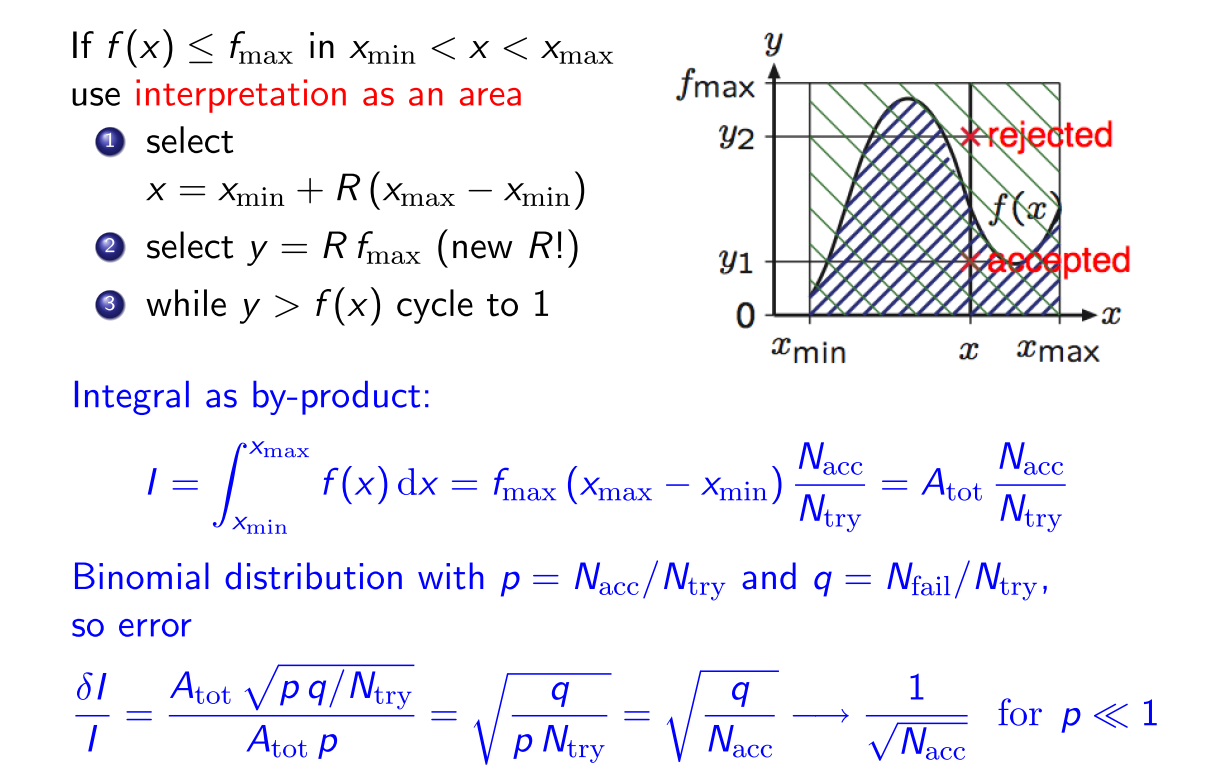 If f(x) ≤ f_max in x_min < x < x_max
use interpretation as an area
1 select
x = x_min + R (x_max − x_min)
2 select y = R f_max (new R!)
3 while y > f(x) cycle to 1
y
f_max
y_2
rejected
f(x)
y_1
accepted
0
x
x_min
x
x_max
Integral as by-product:
I = ∫_{x_min}^{x_max} f(x) dx = f_max (x_max − x_min) N_acc/N_try = A_tot N_acc/N_try
Binomial distribution with p = N_acc/N_try and q = N_fail/N_try,
so error
δI/I = A_tot √(p q/N_try) / (A_tot p) = √(q/(p N_try)) = √(q/N_acc) ⟶ 1/√N_acc for p ≪ 1